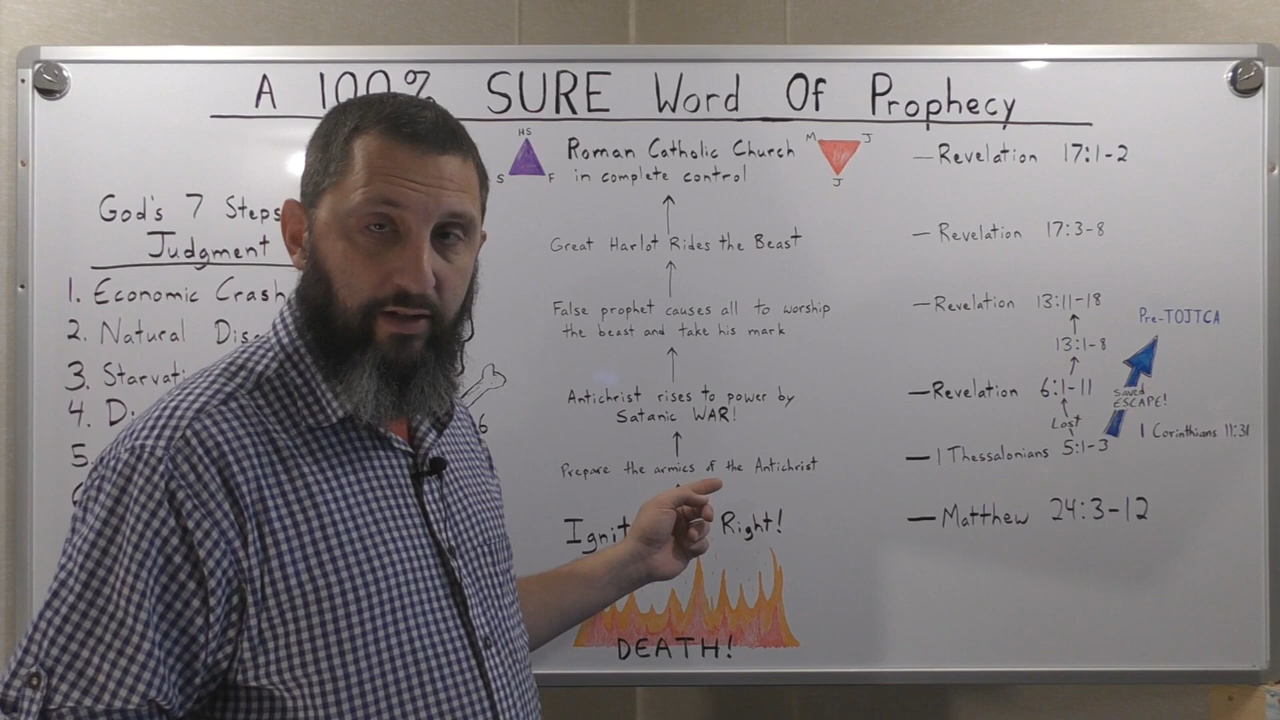 A 100% SURE Word Of Prophecy
God's 7 Steps
Judgment
1. Economic Crash
2. Natural
3.
4.
5.
6
HS
S F
Roman Catholic Church
in complete control
M J
J
Great Harlot Rides the Beast
False prophet causes all to worship
the beast and take his mark
Antichrist rises to power by
Satanic WAR!
Prepare the armies of the Antichrist
Right!
DEATH!
— Revelation 17:1-2
— Revelation 17:3-8
— Revelation 13:11-18
13:1-8
— Revelation 6:1-11
Lost
— 1 Thessalonians 5:1-3
— Matthew 24:3-12
Pre-TOJTCA
Saved
ESCAPE!
1 Corinthians 11:31